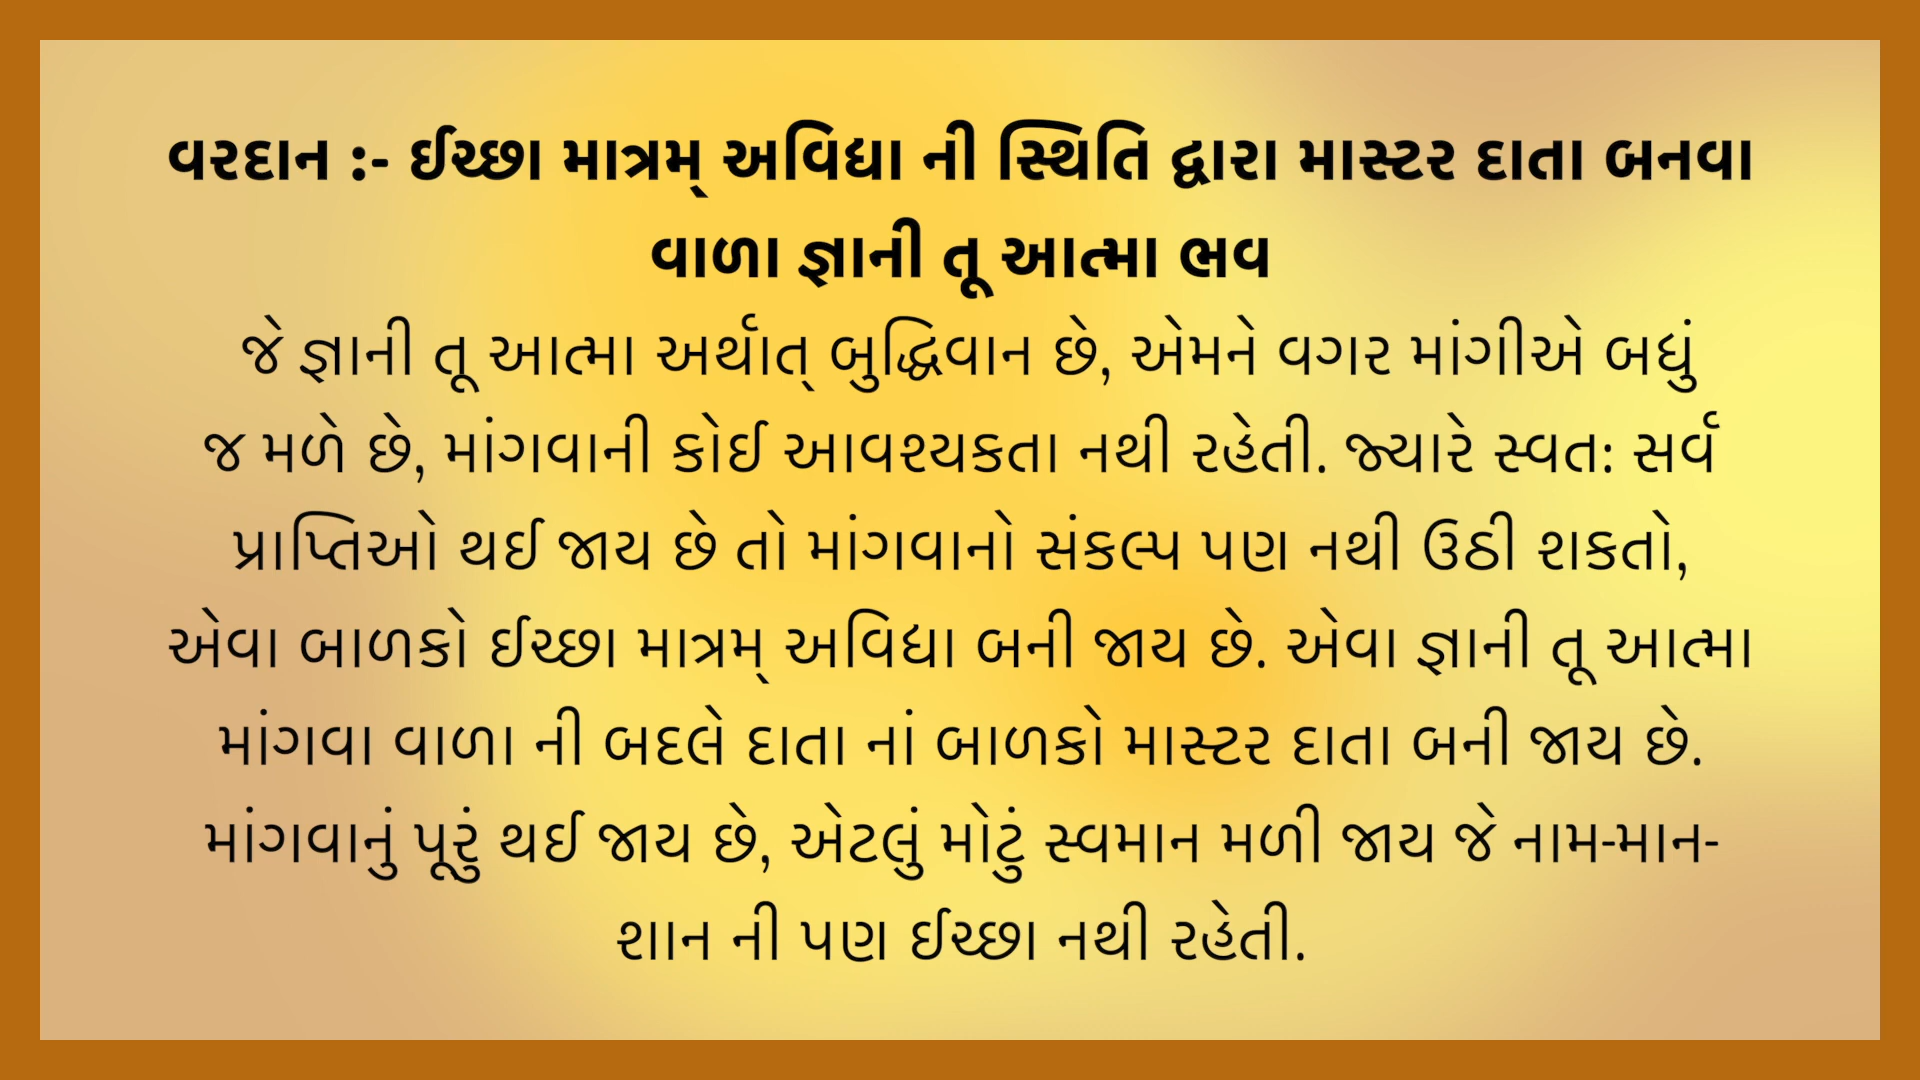 વરદાન :- ઈચ્છા માત્રમ્ અવિદ્યા ની સ્થિતિ દ્વારા માસ્ટર દાતા બનવા
વાળા જ્ઞાની તૂ આત્મા ભવ
જે જ્ઞાની તૂ આત્મા અર્થાત્ બુદ્ધિવાન છે, એમને વગર માંગીએ બધું
જ મળે છે, માંગવાની કોઈ આવશ્યકતા નથી રહેતી. જ્યારે સ્વત: સર્વ
પ્રાપ્તિઓ થઈ જાય છે તો માંગવાનો સંકલ્પ પણ નથી ઉઠી શકતો,
એવા બાળકો ઈચ્છા માત્રમ્ અવિદ્યા બની જાય છે. એવા જ્ઞાની તૂ આત્મા
માંગવા વાળા ની બદલે દાતા નાં બાળકો માસ્ટર દાતા બની જાય છે.
માંગવાનું પૂરું થઈ જાય છે, એટલું મોટું સ્વમાન મળી જાય જે નામ-માન-
શાન ની પણ ઈચ્છા નથી રહેતી.